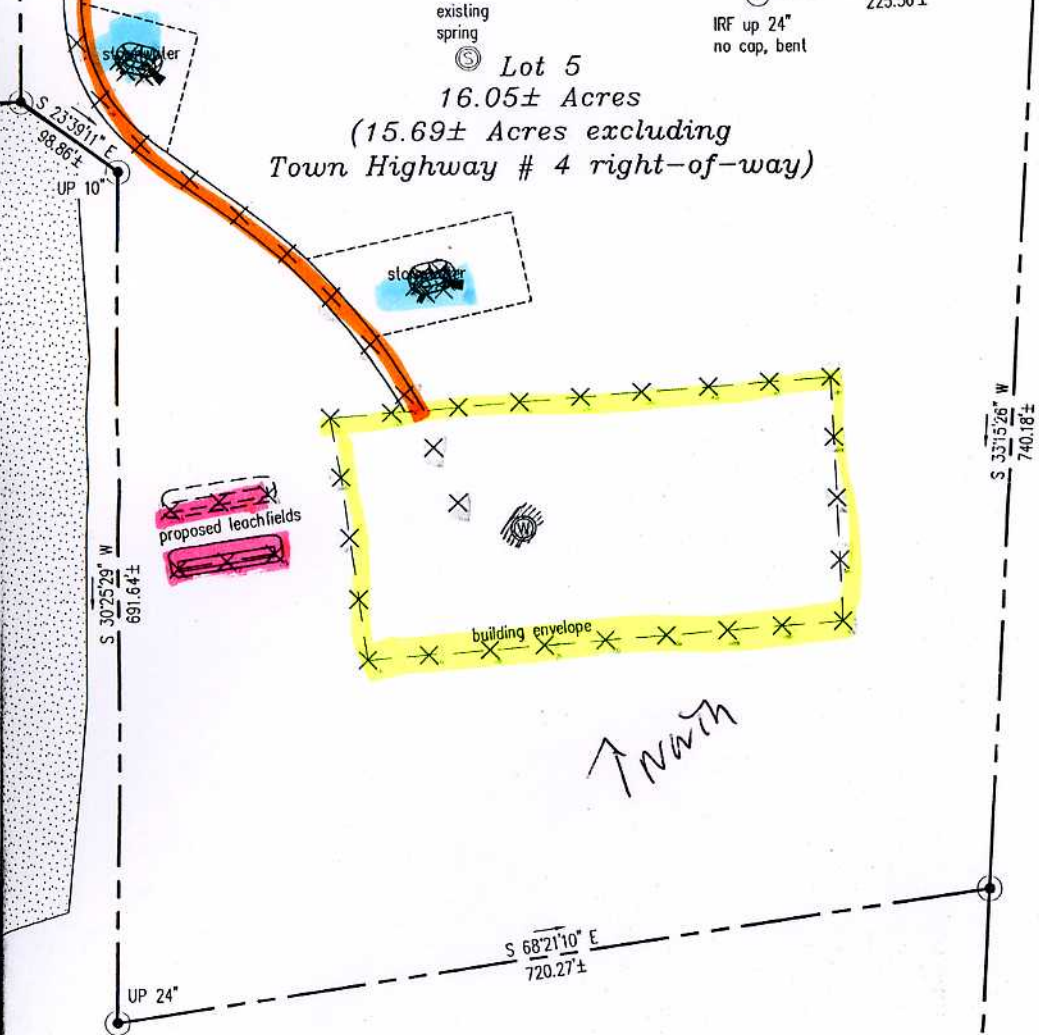 existing
spring
S
IRF up 24"
no cap, bent
225.50'±
Lot 5
16.05± Acres
(15.69± Acres excluding
Town Highway # 4 right-of-way)
S 23°39'11" E
98.86'±
UP 10"
proposed leachfields
W
building envelope
S 30°25'29" W
691.64'±
S 33°15'26" W
740.18'±
North
S 68°21'10" E
720.27'±
UP 24"